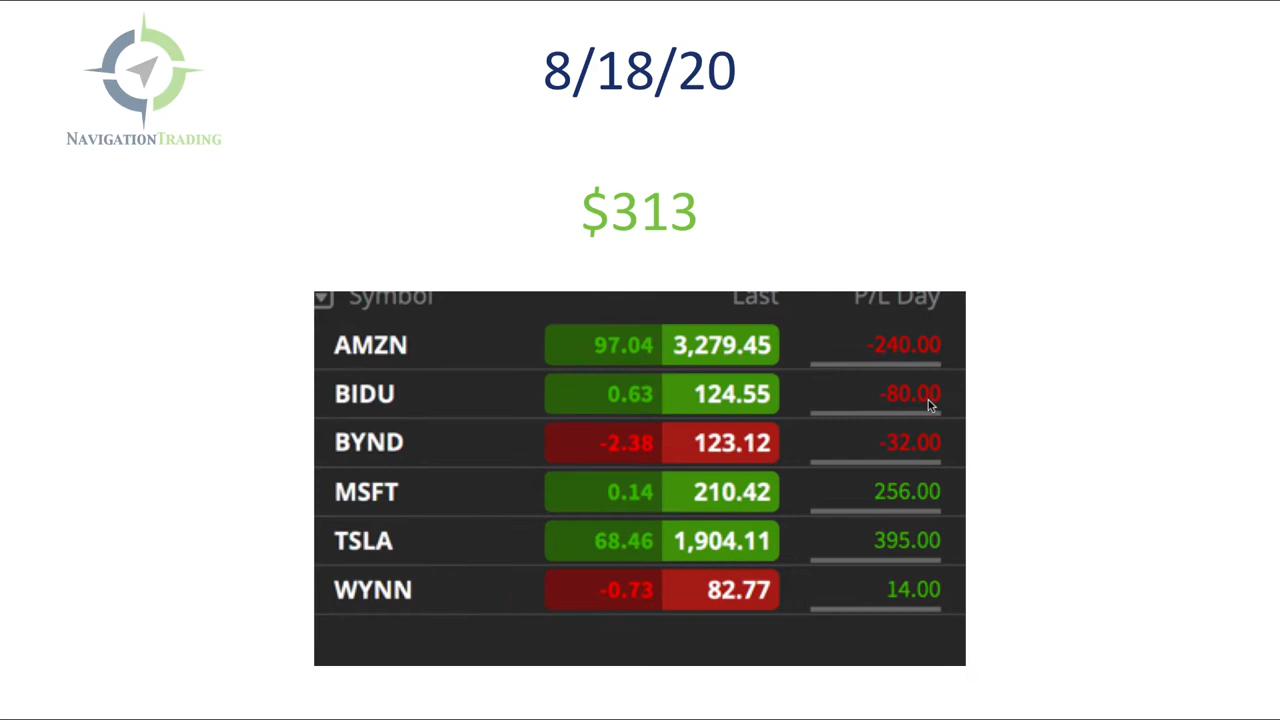 NAVIGATIONTRADING
8/18/20
$313
Symbol Last P/L Day
AMZN 97.04 3,279.45 -240.00
BIDU 0.63 124.55 -80.00
BYND -2.38 123.12 -32.00
MSFT 0.14 210.42 256.00
TSLA 68.46 1,904.11 395.00
WYNN -0.73 82.77 14.00